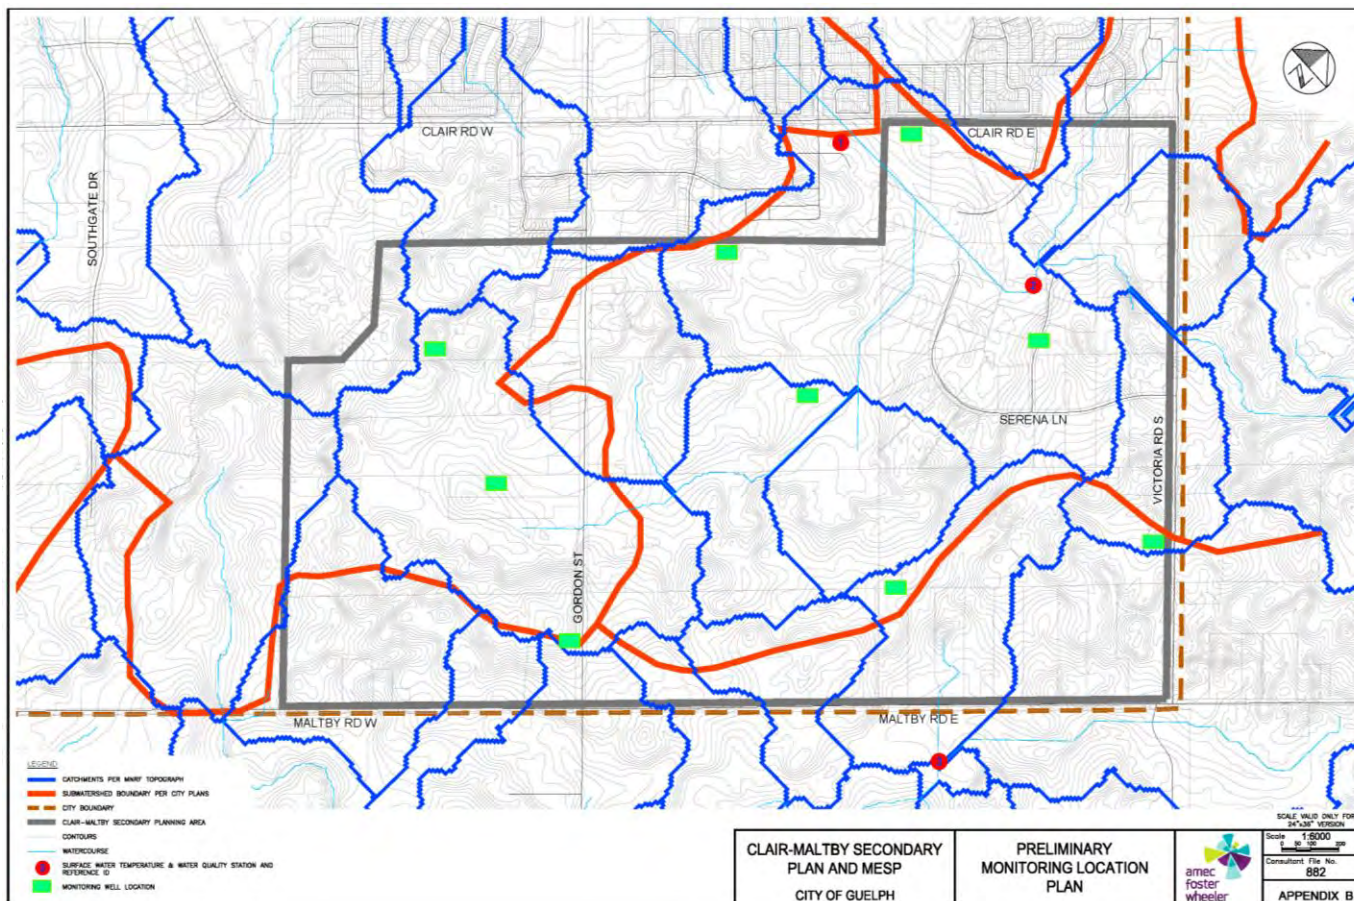 CLAIR RD W
CLAIR RD E
SOUTHGATE DR
SERENA LN
VICTORIA RD S
GORDON ST
MALTBY RD W
MALTBY RD E
LEGEND
CATCHMENTS PER MNRF TOPOGRAPH
SUBWATERSHED BOUNDARY PER CITY PLANS
CITY BOUNDARY
CLAIR-MALTBY SECONDARY PLANNING AREA
CONTOURS
WATERCOURSE
SURFACE WATER TEMPERATURE & WATER QUALITY STATION AND
REFERENCE ID
MONITORING WELL LOCATION
CLAIR-MALTBY SECONDARY
PLAN AND MESP
CITY OF GUELPH
PRELIMINARY
MONITORING LOCATION
PLAN
amec
foster
wheeler
SCALE VALID ONLY FOR
24"x36" VERSION
Scale 1:6000
0 50 100 200
Consultant File No.
882
APPENDIX B